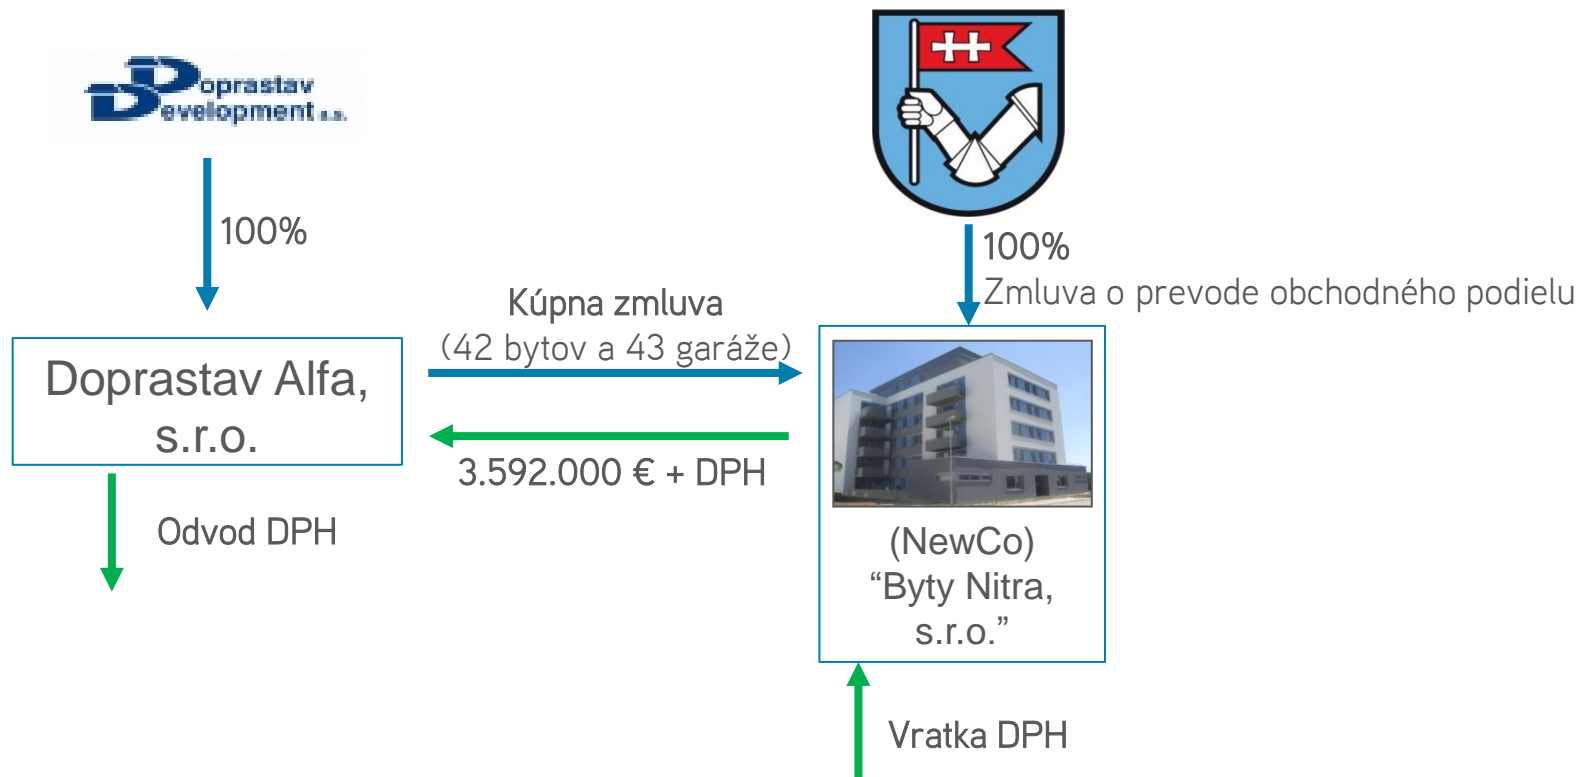 Doprastav
Development a.s.
100%
100%
Zmluva o prevode obchodného podielu
Kúpna zmluva
(42 bytov a 43 garáže)
Doprastav Alfa,
s.r.o.
3.592.000 € + DPH
Odvod DPH
(NewCo)
“Byty Nitra,
s.r.o.”
Vratka DPH